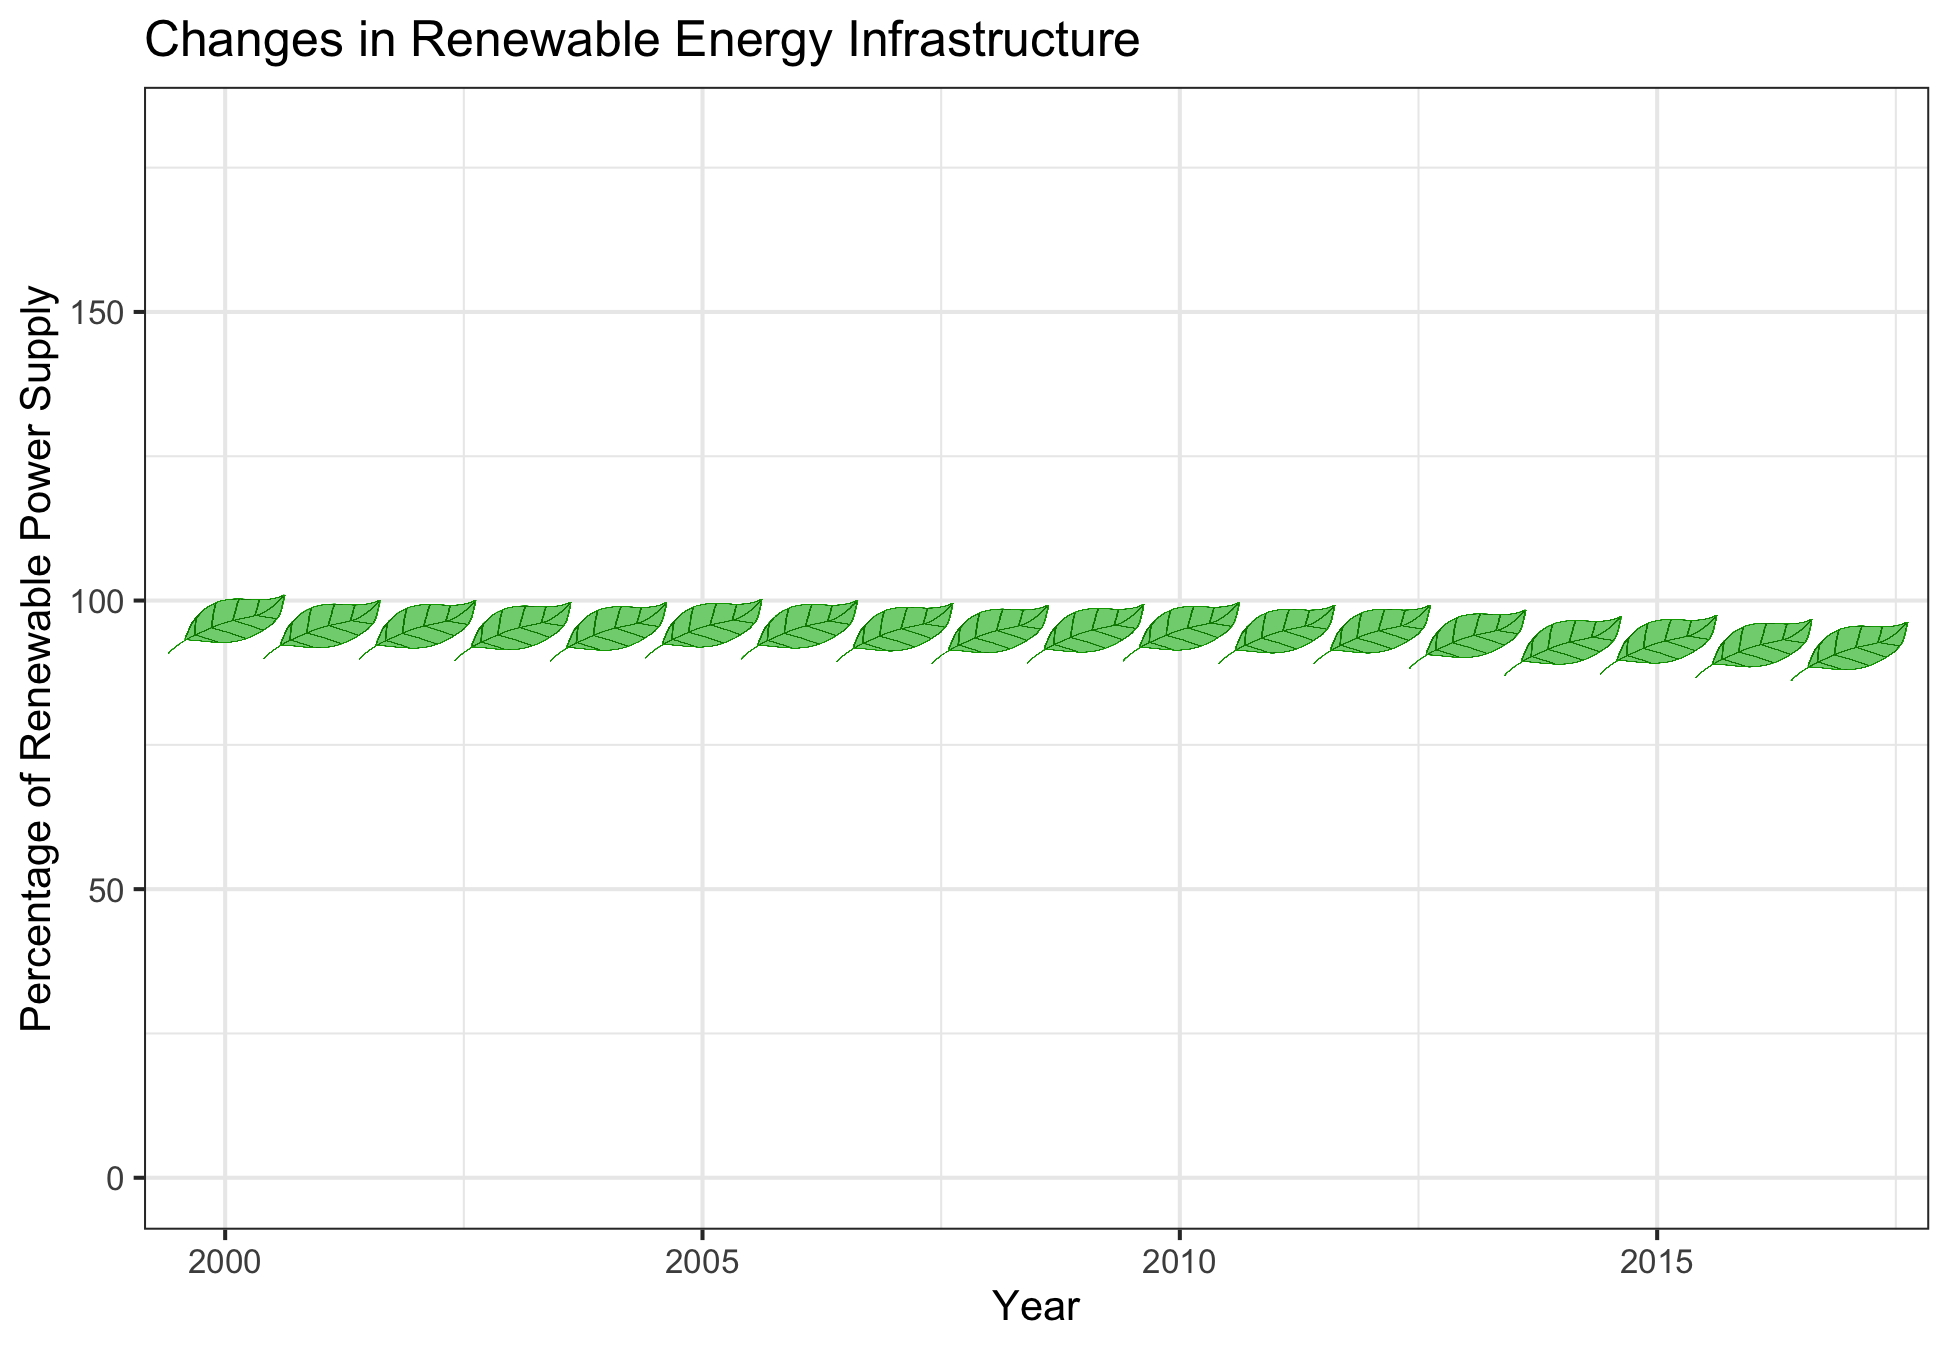 Changes in Renewable Energy Infrastructure
Percentage of Renewable Power Supply
150
100
50
0
2000 2005 2010 2015
Year